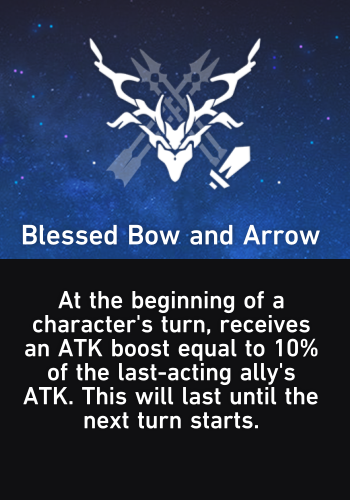 Blessed Bow and Arrow
At the beginning of a
character's turn, receives
an ATK boost equal to 10%
of the last-acting ally's
ATK. This will last until the
next turn starts.